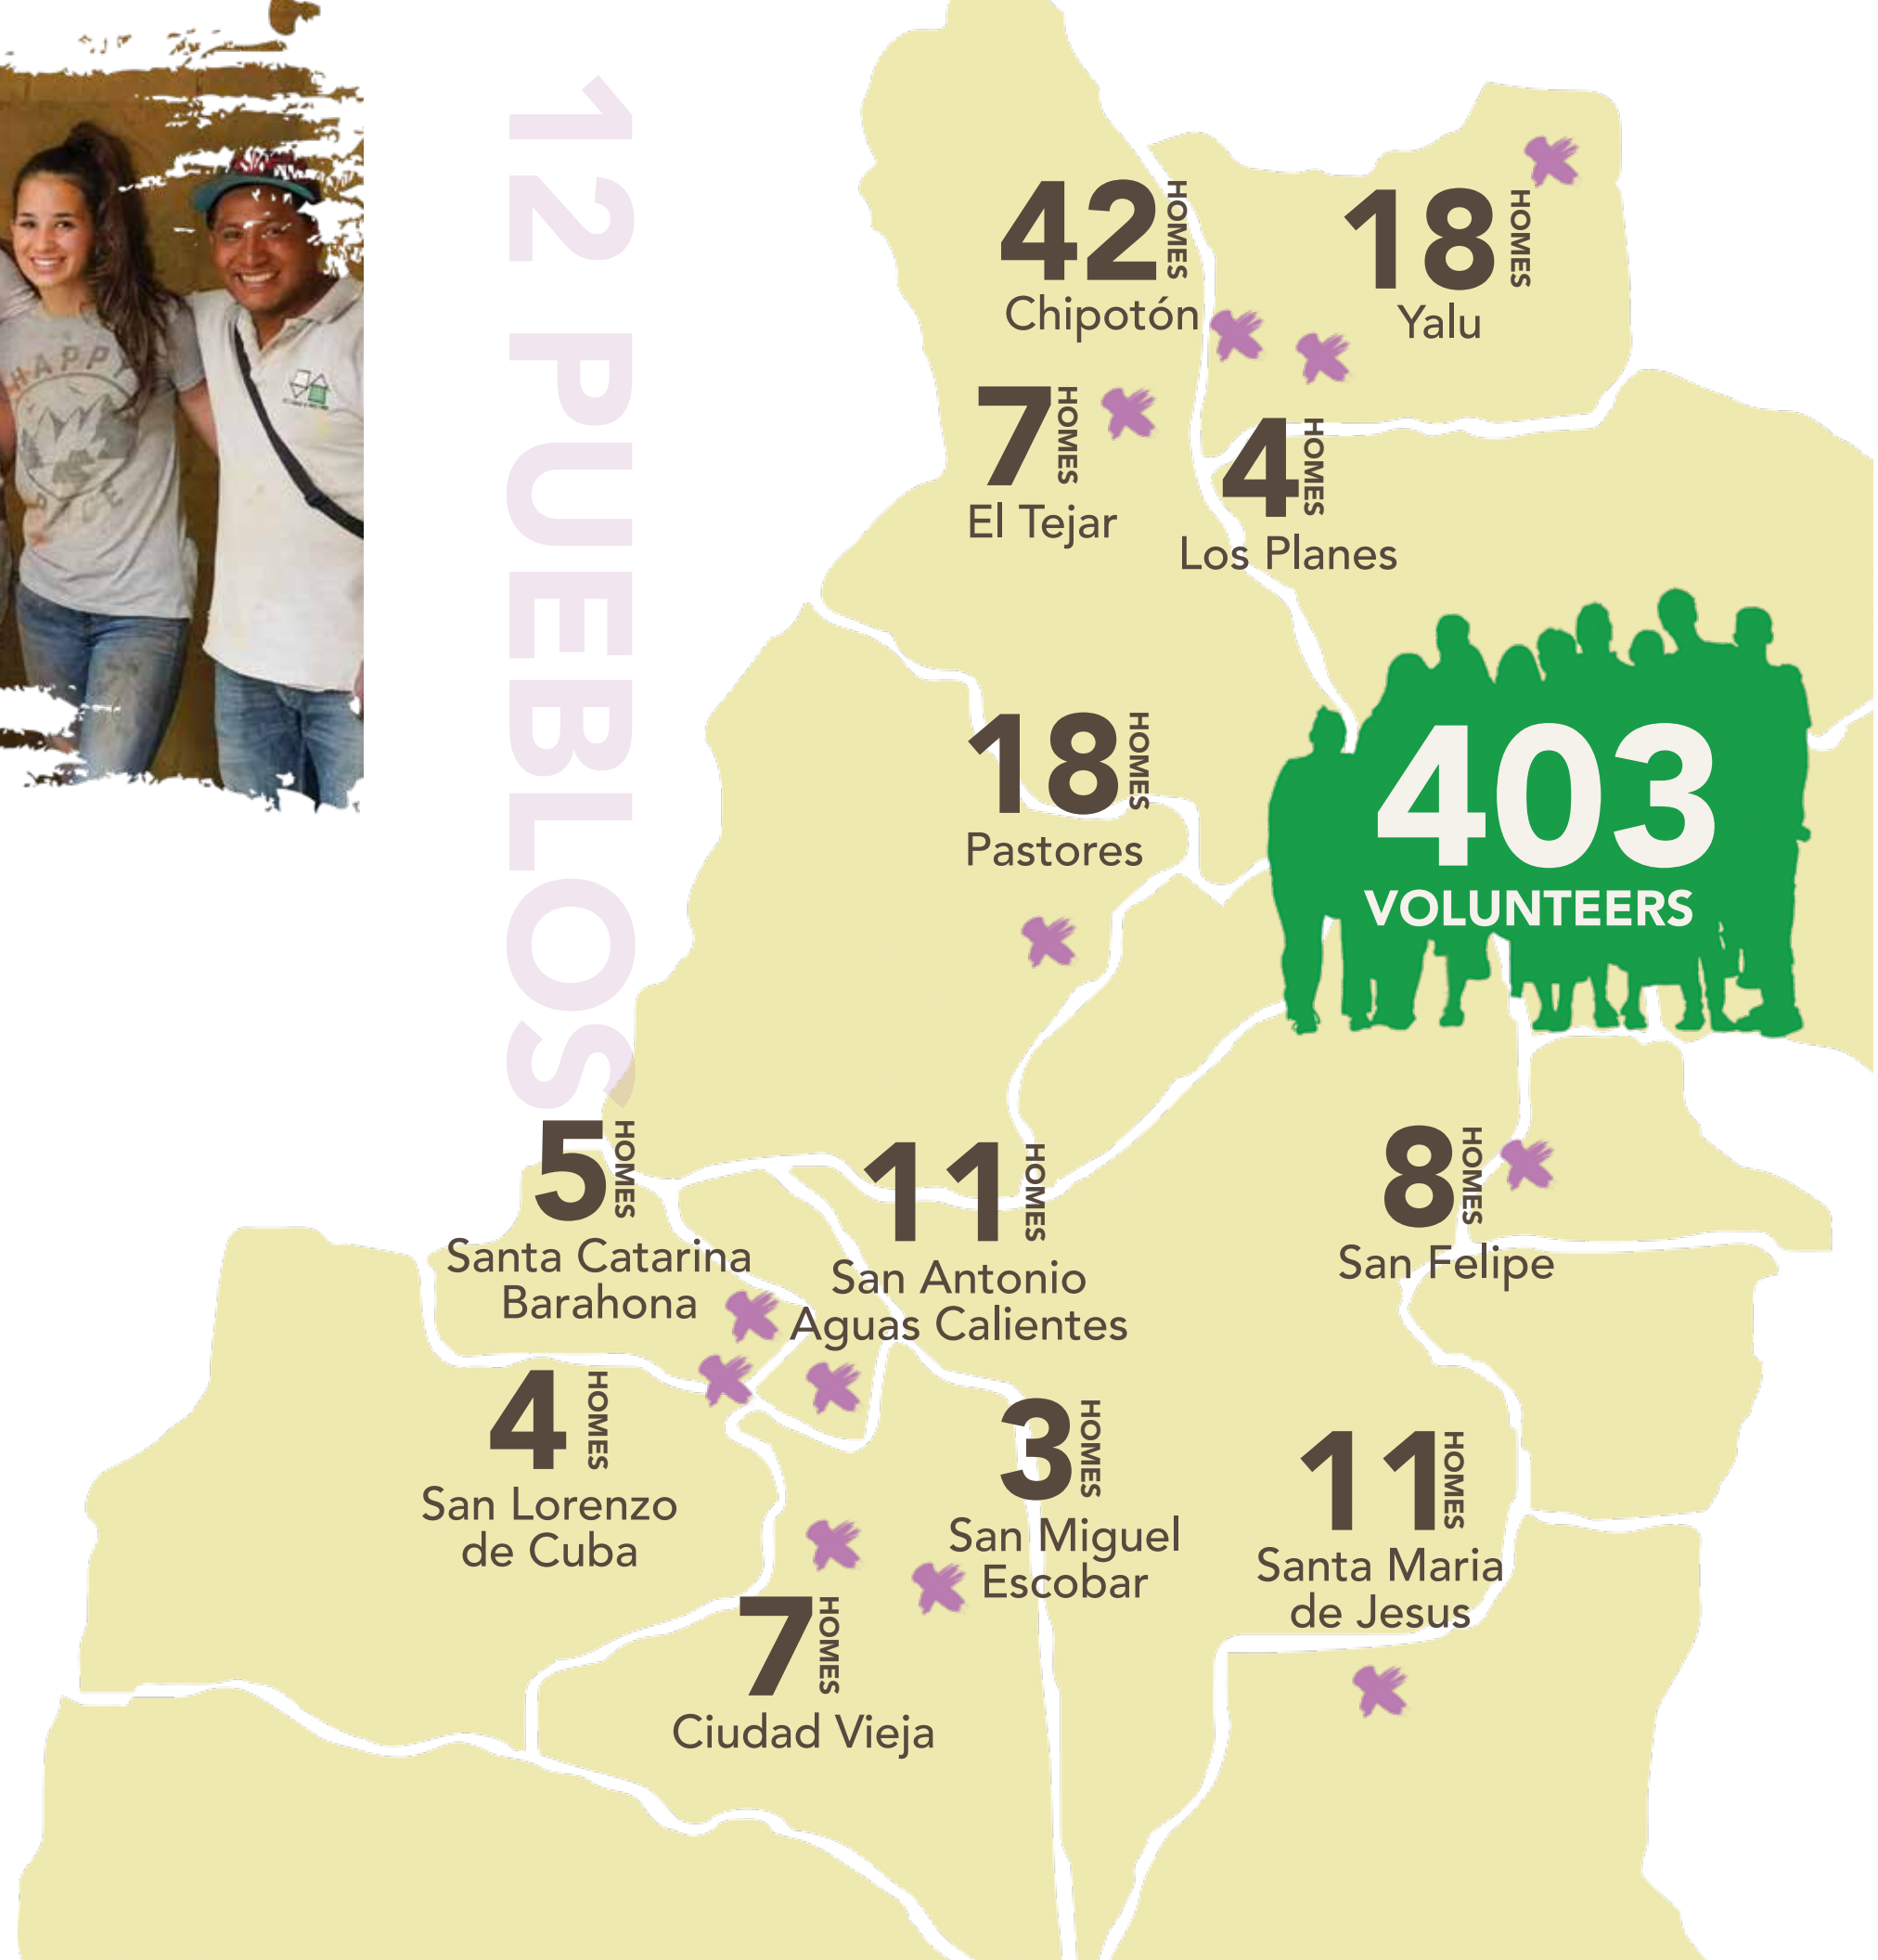 12 PUEBLOS
42 HOMES
Chipotón
18 HOMES
Yalu
7 HOMES
El Tejar
4 HOMES
Los Planes
18 HOMES
Pastores
403
VOLUNTEERS
5 HOMES
Santa Catarina
Barahona
11 HOMES
San Antonio
Aguas Calientes
8 HOMES
San Felipe
4 HOMES
San Lorenzo
de Cuba
3 HOMES
San Miguel
Escobar
11 HOMES
Santa Maria
de Jesus
7 HOMES
Ciudad Vieja
HAPPY